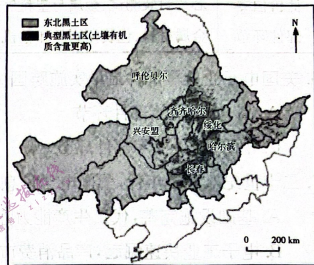 东北黑土区
典型黑土区(土壤有机
质含量更高)
N
呼伦贝尔
齐齐哈尔
绥化
兴安盟
哈尔滨
长春
0 200 km